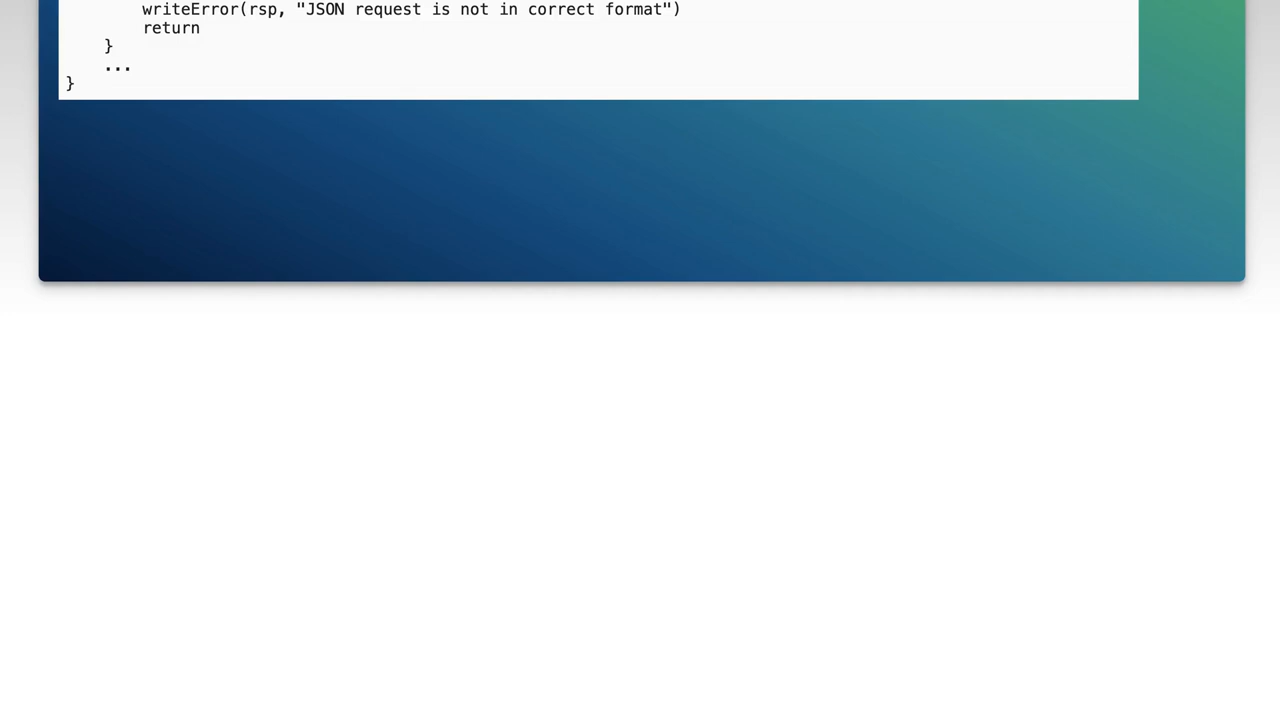 writeError(rsp, "JSON request is not in correct format")
return
}
...
}